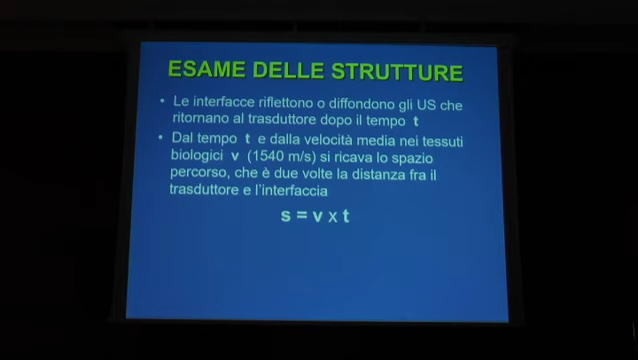 ESAME DELLE STRUTTURE
• Le interfacce riflettono o diffondono gli US che
ritornano al trasduttore dopo il tempo t
• Dal tempo t e dalla velocità media nei tessuti
biologici v (1540 m/s) si ricava lo spazio
percorso, che è due volte la distanza fra il
trasduttore e l'interfaccia
s = v x t